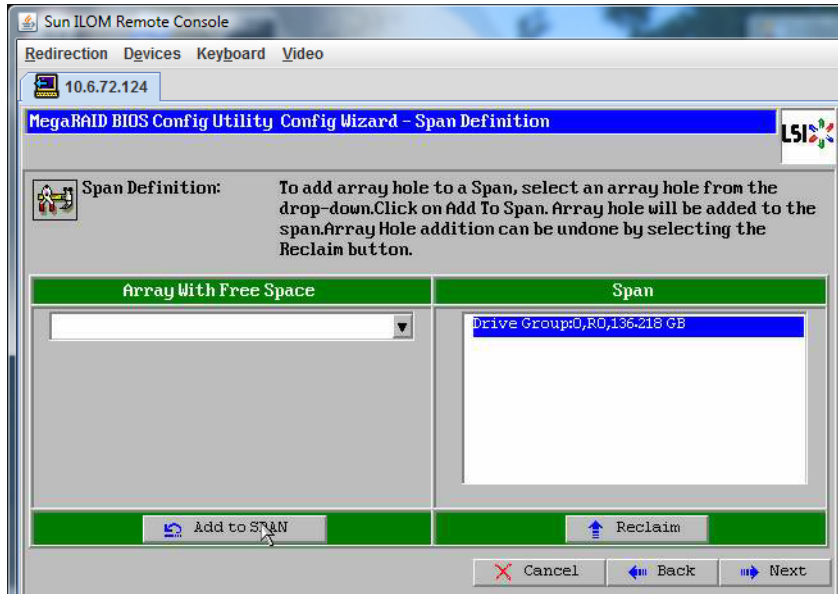 Sun ILOM Remote Console
Redirection Devices Keyboard Video
10.6.72.124
MegaRAID BIOS Config Utility Config Wizard - Span Definition
LSI
Span Definition: To add array hole to a Span, select an array hole from the
drop-down.Click on Add To Span. Array hole will be added to the
span.Array Hole addition can be undone by selecting the
Reclaim button.
Array With Free Space Span
Drive Group:0,R0,136.218 GB
Add to SPAN Reclaim
Cancel Back Next